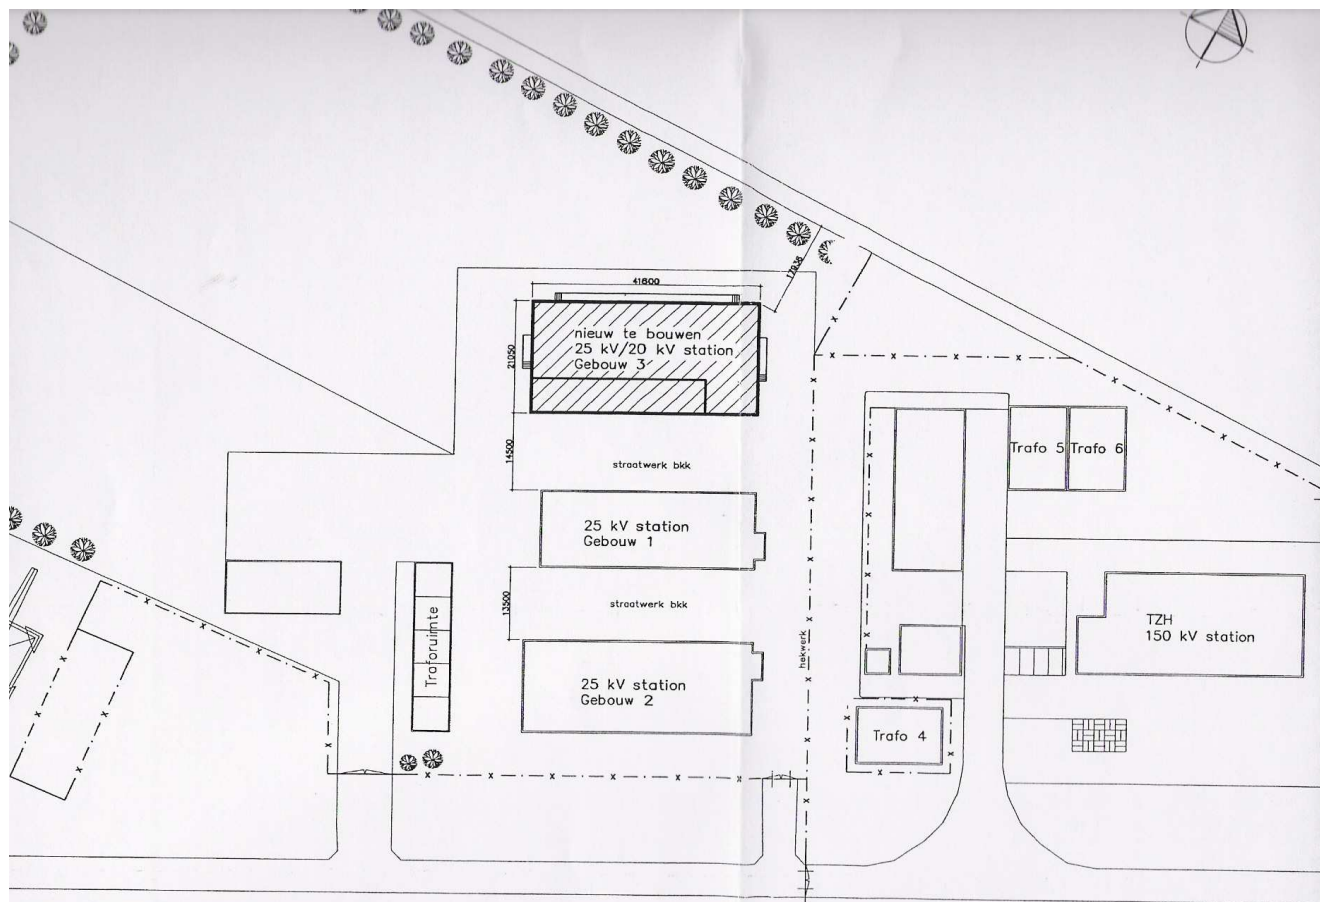 41600
17936
nieuw te bouwen
25 kV/20 kV station
Gebouw 3
21050
14500
straatwerk bkk
Trafo 5
Trafo 6
25 kV station
Gebouw 1
13500
straatwerk bkk
Traforuimte
hekwerk
TZH
150 kV station
25 kV station
Gebouw 2
Trafo 4